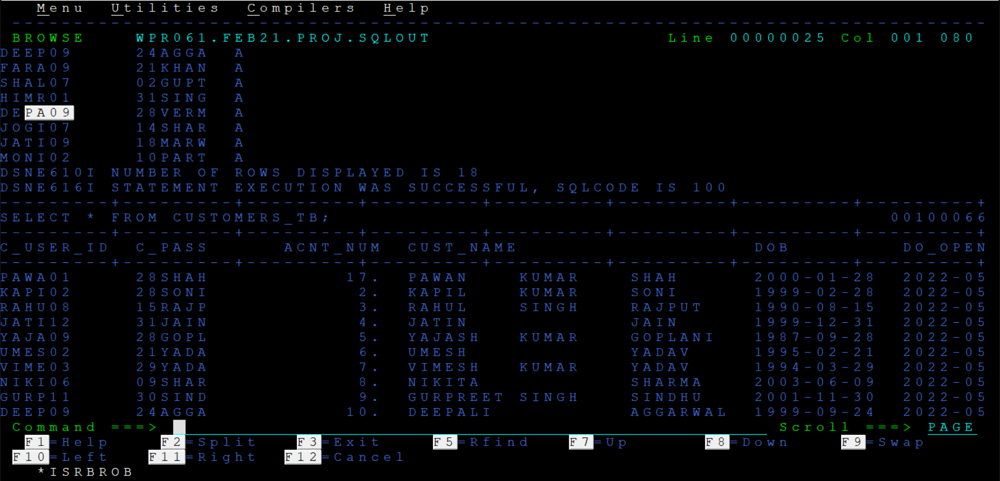 Menu Utilities Compilers Help
--------------------------------------------------------------------------------
BROWSE WPR061.FEB21.PROJ.SQLOUT Line 00000025 Col 001 080
DEEP09 24AGGA A
FARA09 21KHAN A
SHAL07 02GUPT A
HIMR01 31SING A
DEPA09 28VERM A
JOGI07 14SHAR A
JATI09 18MARW A
MONI02 10PART A
DSNE610I NUMBER OF ROWS DISPLAYED IS 18
DSNE616I STATEMENT EXECUTION WAS SUCCESSFUL, SQLCODE IS 100
---------+---------+---------+---------+---------+---------+---------+---------+
SELECT * FROM CUSTOMERS_TB; 00100066
---------+---------+---------+---------+---------+---------+---------+---------+
C_USER_ID C_PASS ACNT_NUM CUST_NAME DOB DO_OPEN
---------+---------+---------+---------+---------+---------+---------+---------+
PAWA01 28SHAH 17. PAWAN KUMAR SHAH 2000-01-28 2022-05
KAPI02 28SONI 2. KAPIL KUMAR SONI 1999-02-28 2022-05
RAHU08 15RAJP 3. RAHUL SINGH RAJPUT 1990-08-15 2022-05
JATI12 31JAIN 4. JATIN JAIN 1999-12-31 2022-05
YAJA09 28GOPL 5. YAJASH KUMAR GOPLANI 1987-09-28 2022-05
UMES02 21YADA 6. UMESH YADAV 1995-02-21 2022-05
VIME03 29YADA 7. VIMESH KUMAR YADAV 1994-03-29 2022-05
NIKI06 09SHAR 8. NIKITA SHARMA 2003-06-09 2022-05
GURP11 30SIND 9. GURPREET SINGH SINDHU 2001-11-30 2022-05
DEEP09 24AGGA 10. DEEPALI AGGARWAL 1999-09-24 2022-05
Command ===> Scroll ===> PAGE
F1=Help F2=Split F3=Exit F5=Rfind F7=Up F8=Down F9=Swap
F10=Left F11=Right F12=Cancel
*ISRBROB